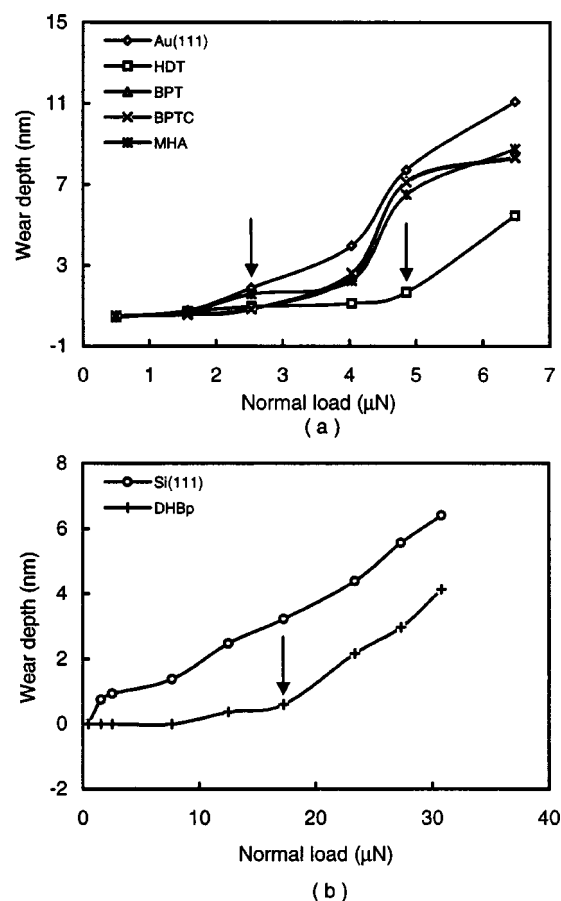 15
11
7
3
-1
Wear depth (nm)
Au(111)
HDT
BPT
BPTC
MHA
0 1 2 3 4 5 6 7
Normal load (μN)
( a )
8
6
4
2
0
-2
Wear depth (nm)
Si(111)
DHBp
0 10 20 30 40
Normal load (μN)
( b )